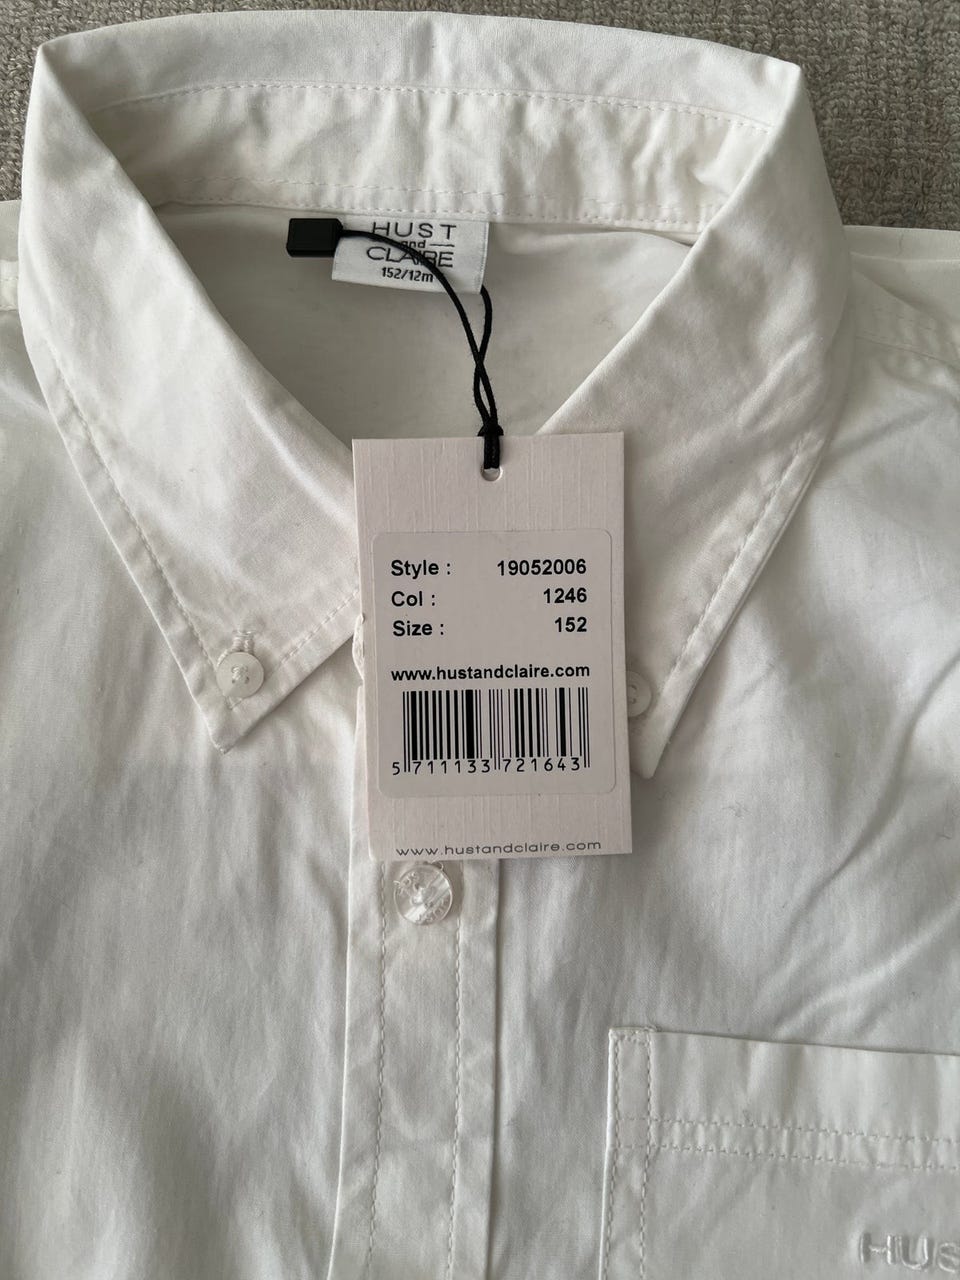 HUST
and
CLAIRE
152/12m
Style : 19052006
Col : 1246
Size : 152
www.hustandclaire.com
5 711133 721643
www.hustandclaire.com
HUS